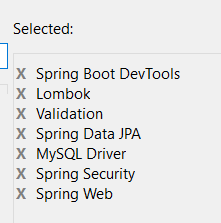 Selected:
X Spring Boot DevTools
X Lombok
X Validation
X Spring Data JPA
X MySQL Driver
X Spring Security
X Spring Web